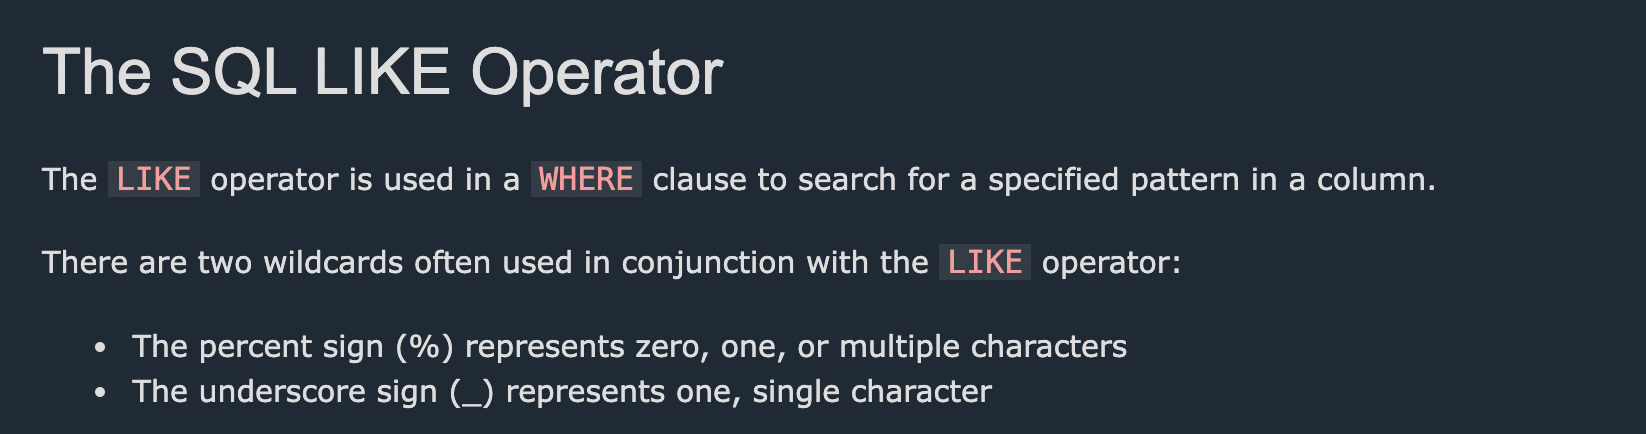 The SQL LIKE Operator
The LIKE operator is used in a WHERE clause to search for a specified pattern in a column.
There are two wildcards often used in conjunction with the LIKE operator:
• The percent sign (%) represents zero, one, or multiple characters
• The underscore sign (_) represents one, single character